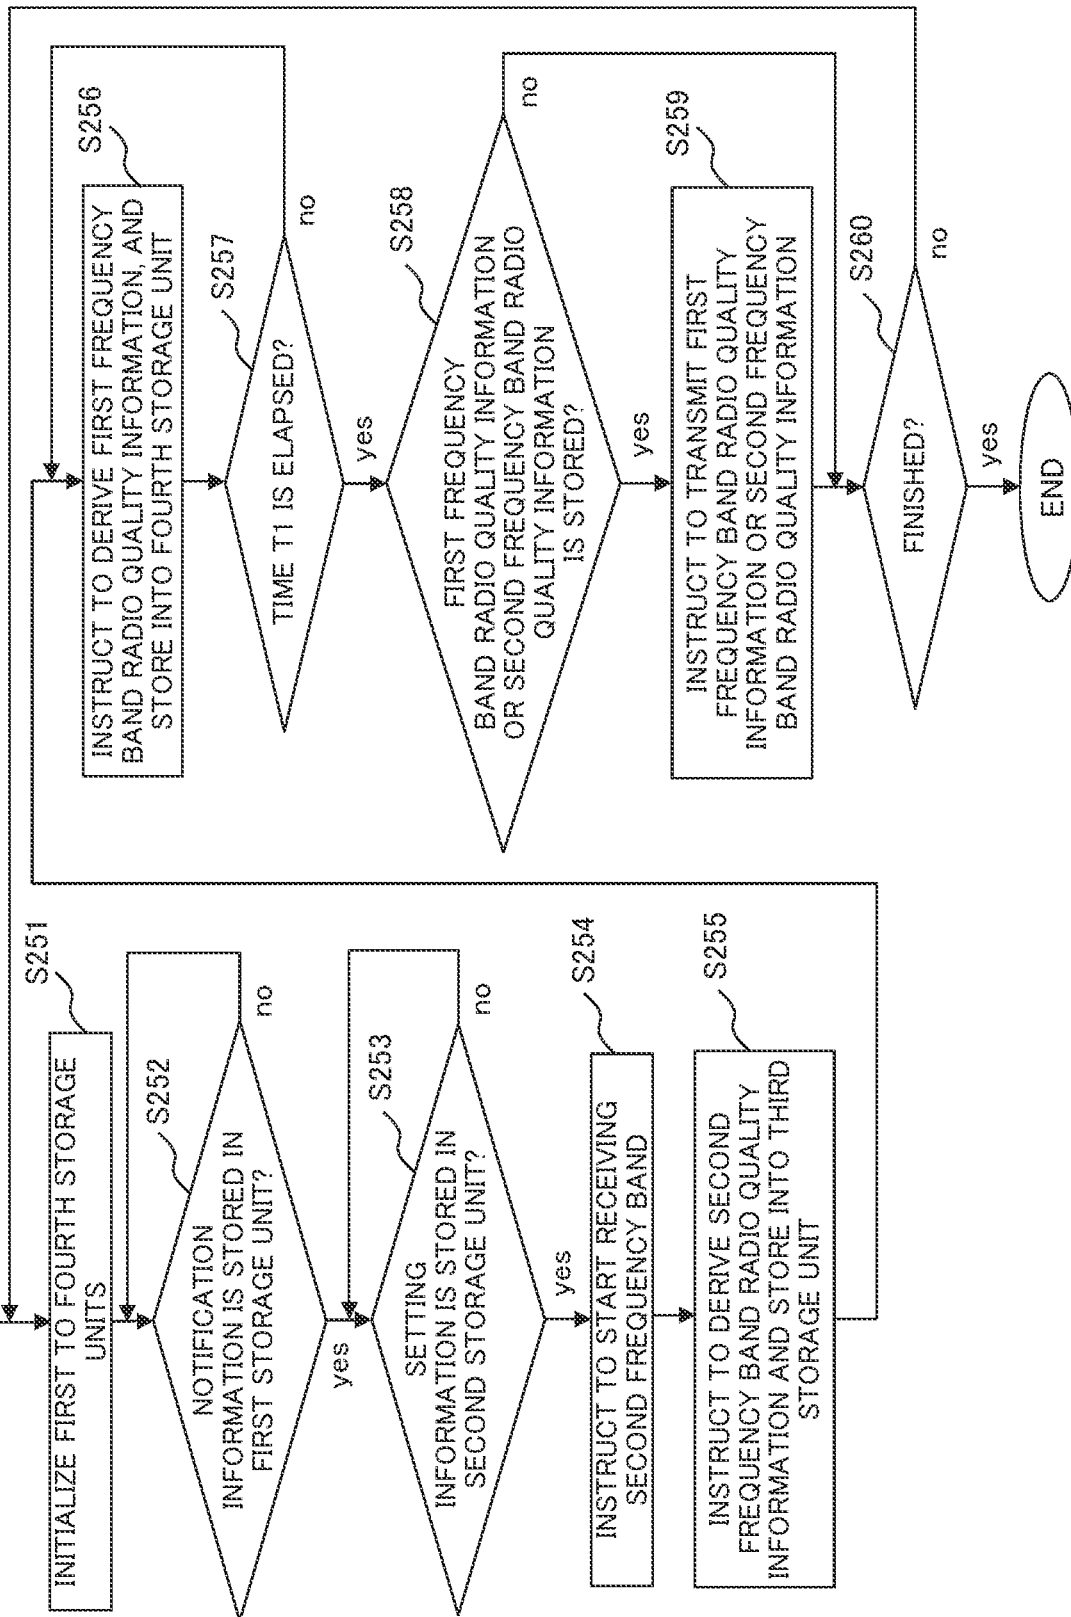 INITIALIZE FIRST TO FOURTH STORAGE
UNITS
S251
NOTIFICATION
INFORMATION IS STORED IN
FIRST STORAGE UNIT?
S252
no
yes
SETTING
INFORMATION IS STORED IN
SECOND STORAGE UNIT?
S253
no
yes
INSTRUCT TO START RECEIVING
SECOND FREQUENCY BAND
S254
INSTRUCT TO DERIVE SECOND
FREQUENCY BAND RADIO QUALITY
INFORMATION AND STORE INTO THIRD
STORAGE UNIT
S255
INSTRUCT TO DERIVE FIRST FREQUENCY
BAND RADIO QUALITY INFORMATION, AND
STORE INTO FOURTH STORAGE UNIT
S256
TIME T1 IS ELAPSED?
S257
no
yes
FIRST FREQUENCY
BAND RADIO QUALITY INFORMATION
OR SECOND FREQUENCY BAND RADIO
QUALITY INFORMATION
IS STORED?
S258
no
yes
INSTRUCT TO TRANSMIT FIRST
FREQUENCY BAND RADIO QUALITY
INFORMATION OR SECOND FREQUENCY
BAND RADIO QUALITY INFORMATION
S259
FINISHED?
S260
no
yes
END